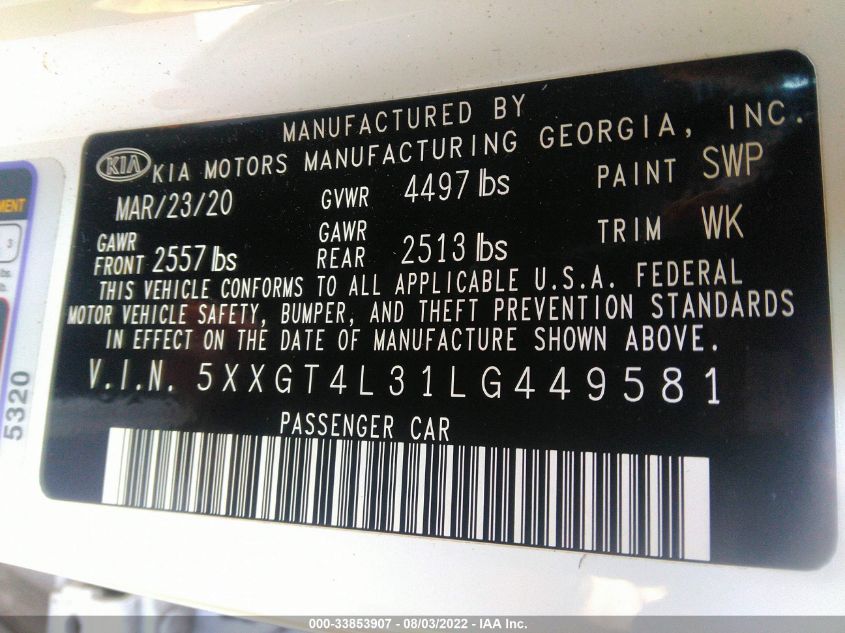 MANUFACTURED BY
KIA KIA MOTORS MANUFACTURING GEORGIA, INC.
MAR/23/20 GVWR 4497 lbs PAINT SWP
GAWR FRONT 2557 lbs GAWR REAR 2513 lbs TRIM WK
THIS VEHICLE CONFORMS TO ALL APPLICABLE U.S.A. FEDERAL
MOTOR VEHICLE SAFETY, BUMPER, AND THEFT PREVENTION STANDARDS
IN EFFECT ON THE DATE OF MANUFACTURE SHOWN ABOVE.
V.I.N. 5XXGT4L31LG449581
PASSENGER CAR
MENT
3
lbs.
5320
000-33853907 - 08/03/2022 - IAA Inc.